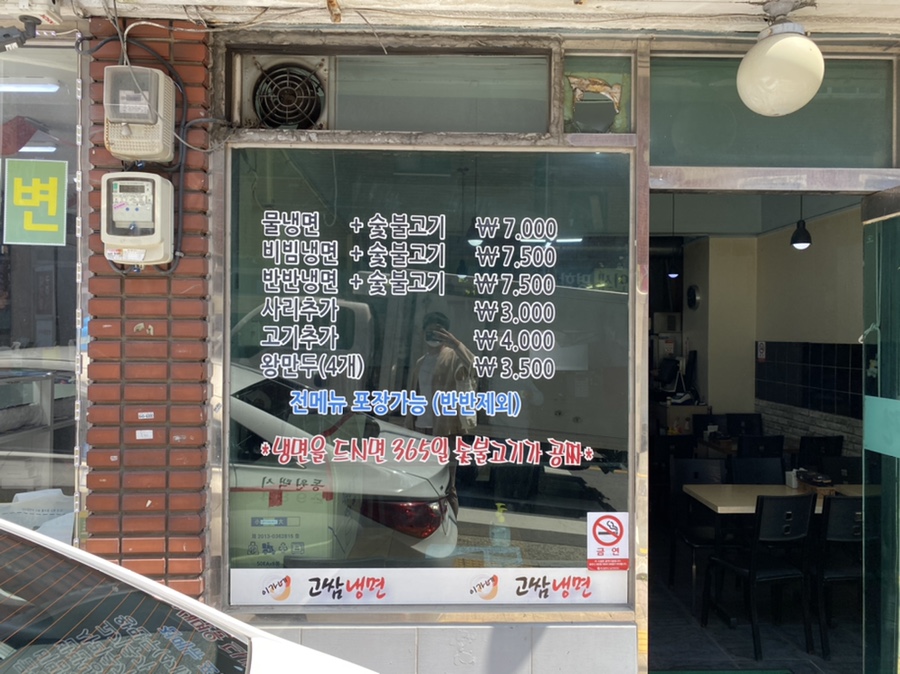 변
물냉면 + 숯불고기 ₩7,000
비빔냉면 + 숯불고기 ₩7,500
반반냉면 + 숯불고기 ₩7,500
사리추가 ₩3,000
고기추가 ₩4,000
왕만두(4개) ₩3,500
전메뉴 포장가능 (반반제외)
*냉면을 드시면 365일 숯불고기가 공짜*
금연
고쌈냉면
고쌈냉면